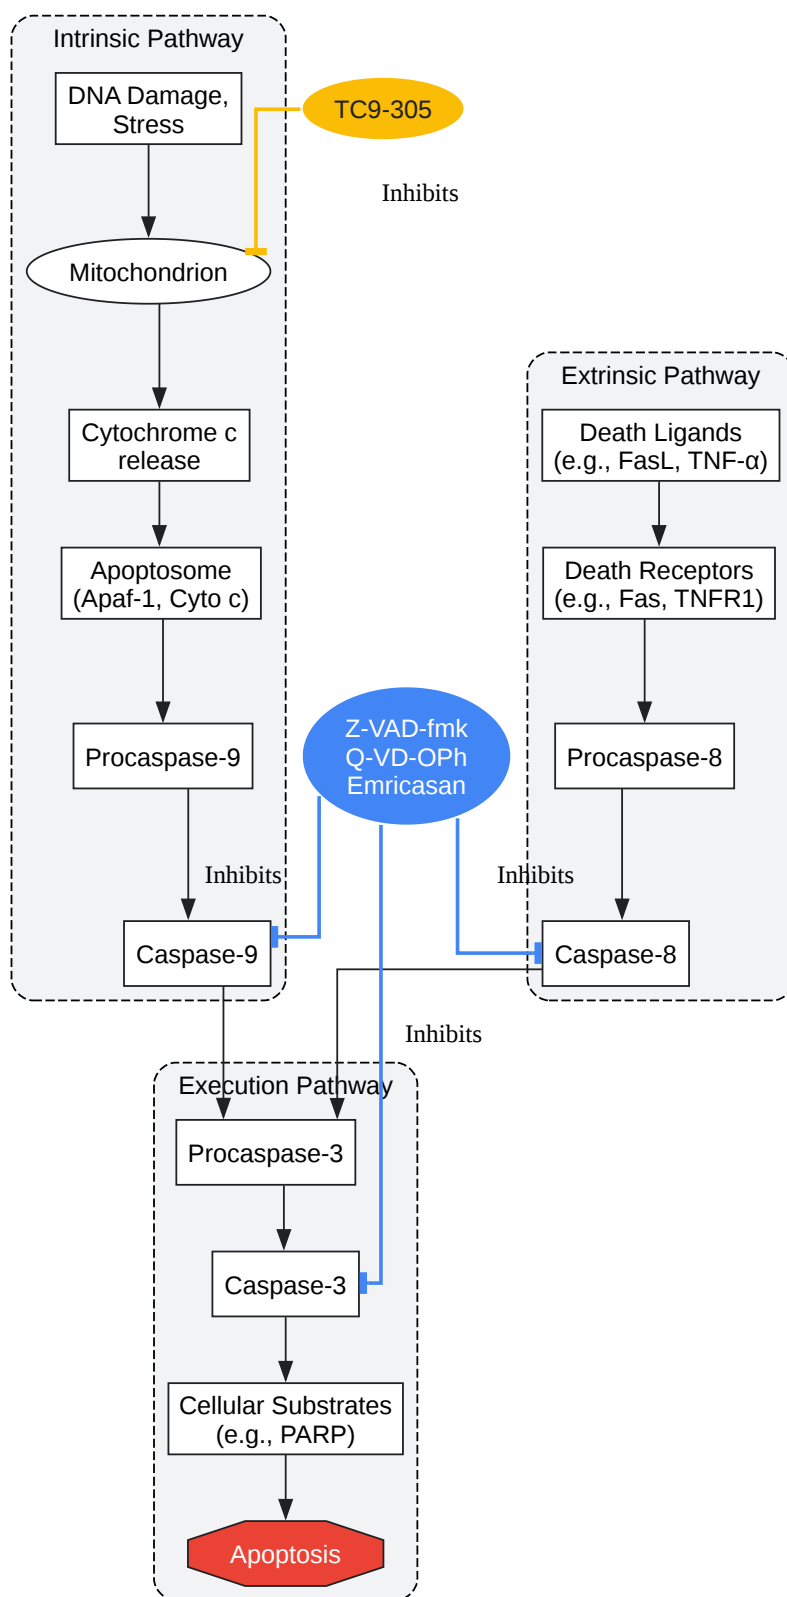 Intrinsic Pathway
DNA Damage,
Stress
TC9-305
Inhibits
Mitochondrion
Extrinsic Pathway
Cytochrome c
release
Death Ligands
(e.g., FasL, TNF-α)
Apoptosome
(Apaf-1, Cyto c)
Death Receptors
(e.g., Fas, TNFR1)
Z-VAD-fmk
Q-VD-OPh
Emricasan
Procaspase-9
Procaspase-8
Inhibits
Inhibits
Caspase-9
Caspase-8
Inhibits
Execution Pathway
Procaspase-3
Caspase-3
Cellular Substrates
(e.g., PARP)
Apoptosis